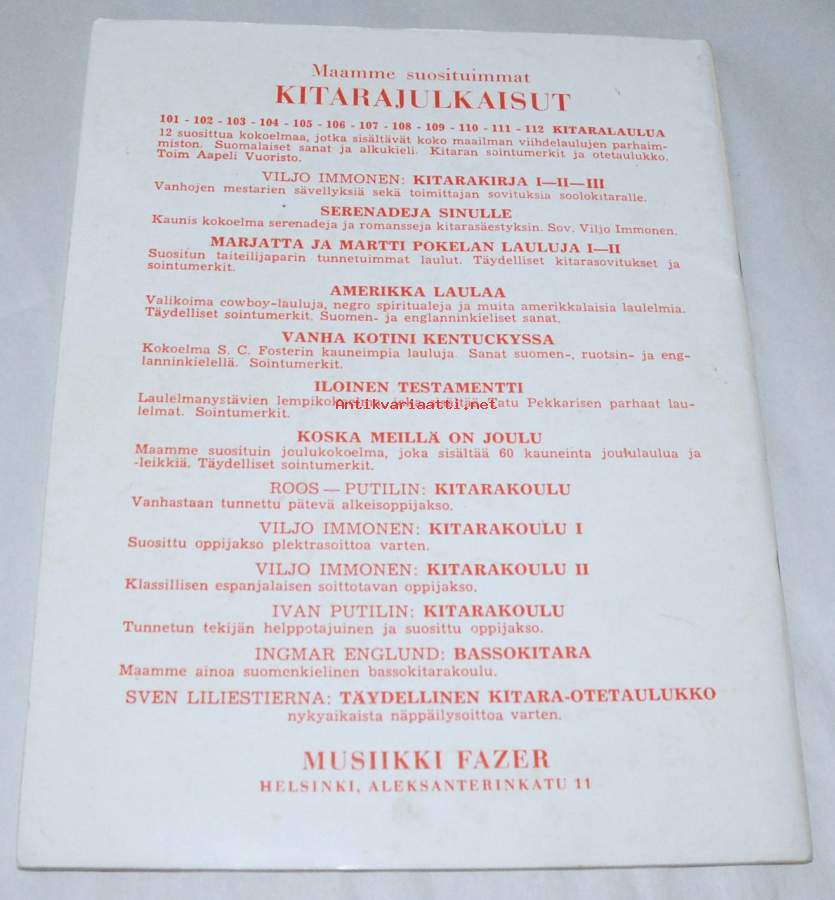 Maamme suosituimmat
KITARAJULKAISUT
101 - 102 - 103 - 104 - 105 - 106 - 107 - 108 - 109 - 110 - 111 - 112 KITARALAULUA
12 suosittua kokoelmaa, jotka sisältävät koko maailman viihdelaulujen parhaim-
miston. Suomalaiset sanat ja alkukieli. Kitaran sointumerkit ja otetaulukko.
Toim Aapeli Vuoristo.
VILJO IMMONEN: KITARAKIRJA I—II—III
Vanhojen mestarien sävellyksiä sekä toimittajan sovituksia soolokitaralle.
SERENADEJA SINULLE
Kaunis kokoelma serenadeja ja romansseja kitarasäestyksin. Sov. Viljo Immonen.
MARJATTA JA MARTTI POKELAN LAULUJA I—II
Suositun taiteilijaparin tunnetuimmat laulut. Täydelliset kitarasovitukset ja
sointumerkit.
AMERIKKA LAULAA
Valikoima cowboy-lauluja, negro spiritualeja ja muita amerikkalaisia laulelmia.
Täydelliset sointumerkit. Suomen- ja englanninkieliset sanat.
VANHA KOTINI KENTUCKYSSA
Kokoelma S. C. Fosterin kauneimpia lauluja. Sanat suomen-, ruotsin- ja eng-
lanninkielellä. Sointumerkit.
ILOINEN TESTAMENTTI
Laulelmanystävien lempikokoelma, joka sisältää Tatu Pekkarisen parhaat lau-
Antikvariaatti.net
lelmat. Sointumerkit.
KOSKA MEILLÄ ON JOULU
Maamme suosituin joulukokoelma, joka sisältää 60 kauneinta joululaulua ja
-leikkiä. Täydelliset sointumerkit.
ROOS — PUTILIN: KITARAKOULU
Vanhastaan tunnettu pätevä alkeisoppijakso.
VILJO IMMONEN: KITARAKOULU I
Suosittu oppijakso plektrasoittoa varten.
VILJO IMMONEN: KITARAKOULU II
Klassillisen espanjalaisen soittotavan oppijakso.
IVAN PUTILIN: KITARAKOULU
Tunnetun tekijän helppotajuinen ja suosittu oppijakso.
INGMAR ENGLUND: BASSOKITARA
Maamme ainoa suomenkielinen bassokitarakoulu.
SVEN LILIESTIERNA: TÄYDELLINEN KITARA-OTETAULUKKO
nykyaikaista näppäilysoittoa varten.
MUSIIKKI FAZER
HELSINKI, ALEKSANTERINKATU 11